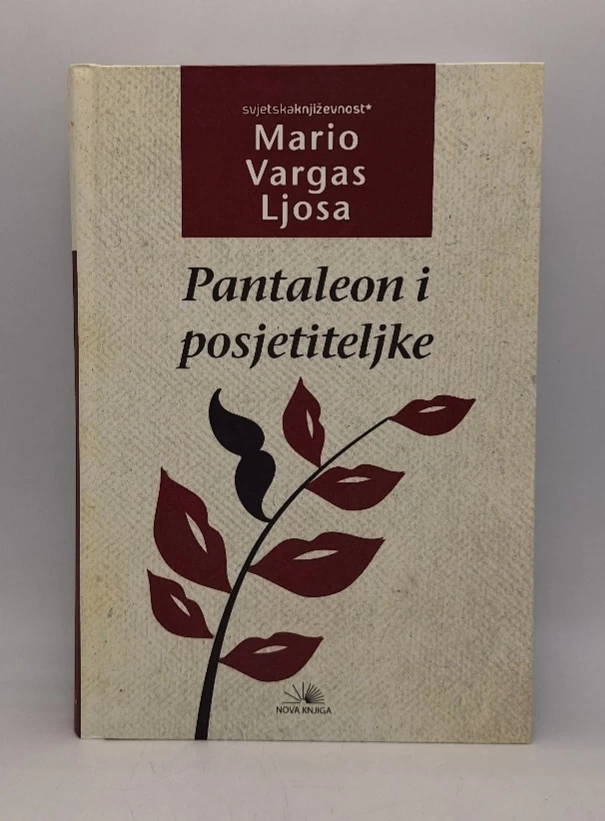 svjetskaknjiževnost*
Mario
Vargas
Ljosa
Pantaleon i
posjetiteljke
NOVA KNJIGA